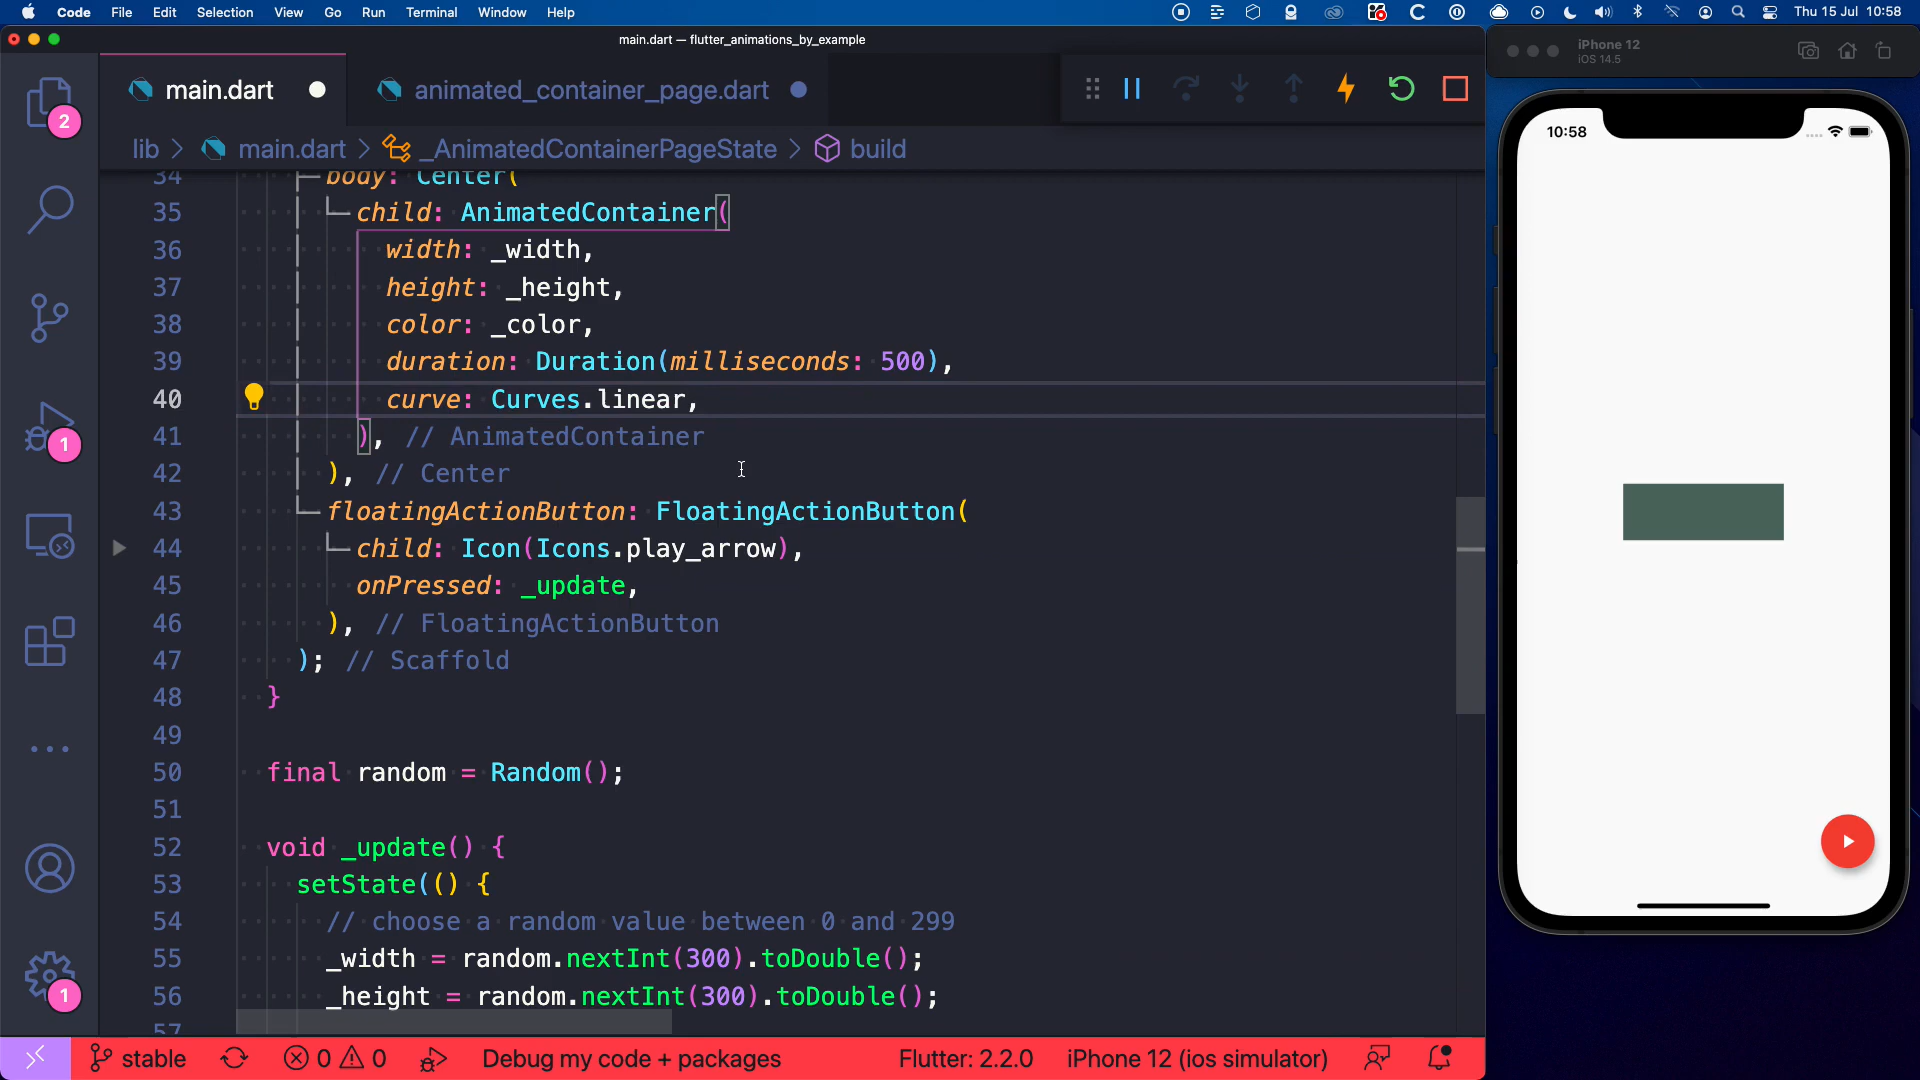 Code File Edit Selection View Go Run Terminal Window Help Thu 15 Jul 10:58
main.dart — flutter_animations_by_example
main.dart animated_container_page.dart
lib > main.dart > _AnimatedContainerPageState > build
34 body: Center(
35 child: AnimatedContainer(
36 width: _width,
37 height: _height,
38 color: _color,
39 duration: Duration(milliseconds: 500),
40 curve: Curves.linear,
41 ), // AnimatedContainer
42 ), // Center
43 floatingActionButton: FloatingActionButton(
44 child: Icon(Icons.play_arrow),
45 onPressed: _update,
46 ), // FloatingActionButton
47 ); // Scaffold
48 }
49
50 final random = Random();
51
52 void _update() {
53 setState(() {
54 // choose a random value between 0 and 299
55 _width = random.nextInt(300).toDouble();
56 _height = random.nextInt(300).toDouble();
57
2
1
1
stable 0 0 Debug my code + packages Flutter: 2.2.0 iPhone 12 (ios simulator)
iPhone 12
iOS 14.5
10:58